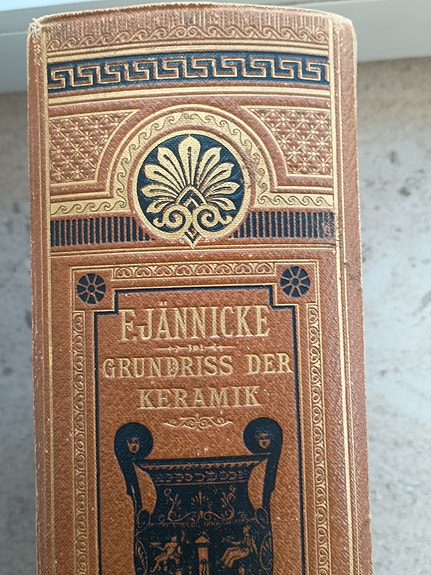 F. JÄNNICKE
GRUNDRISS DER
KERAMIK